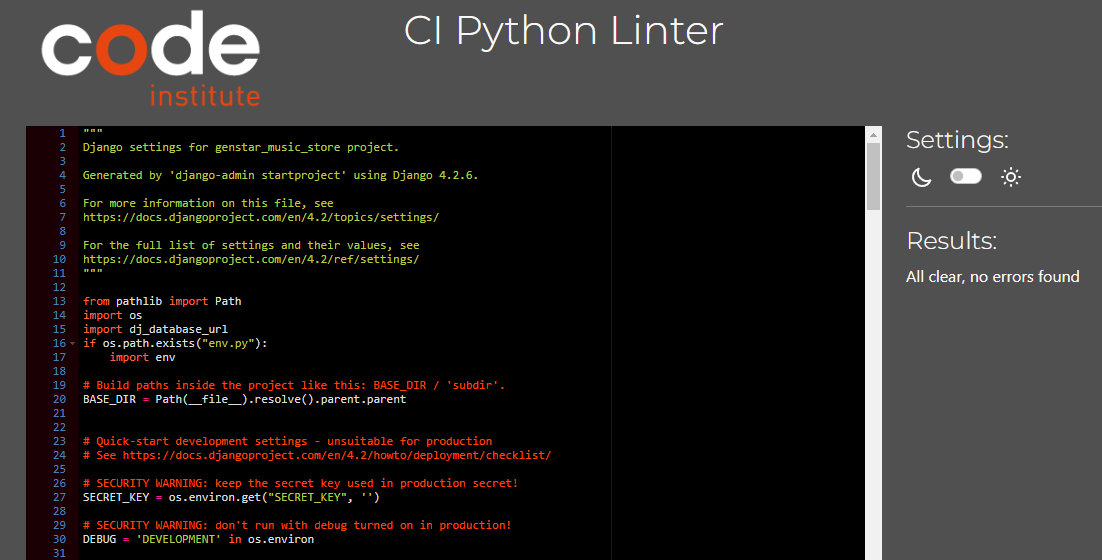 code
institute
CI Python Linter
1 """
2 Django settings for genstar_music_store project.
3
4 Generated by 'django-admin startproject' using Django 4.2.6.
5
6 For more information on this file, see
7 https://docs.djangoproject.com/en/4.2/topics/settings/
8
9 For the full list of settings and their values, see
10 https://docs.djangoproject.com/en/4.2/ref/settings/
11 """
12
13 from pathlib import Path
14 import os
15 import dj_database_url
16 if os.path.exists("env.py"):
17     import env
18
19 # Build paths inside the project like this: BASE_DIR / 'subdir'.
20 BASE_DIR = Path(__file__).resolve().parent.parent
21
22
23 # Quick-start development settings - unsuitable for production
24 # See https://docs.djangoproject.com/en/4.2/howto/deployment/checklist/
25
26 # SECURITY WARNING: keep the secret key used in production secret!
27 SECRET_KEY = os.environ.get("SECRET_KEY", '')
28
29 # SECURITY WARNING: don't run with debug turned on in production!
30 DEBUG = 'DEVELOPMENT' in os.environ
31
Settings:
Results:
All clear, no errors found